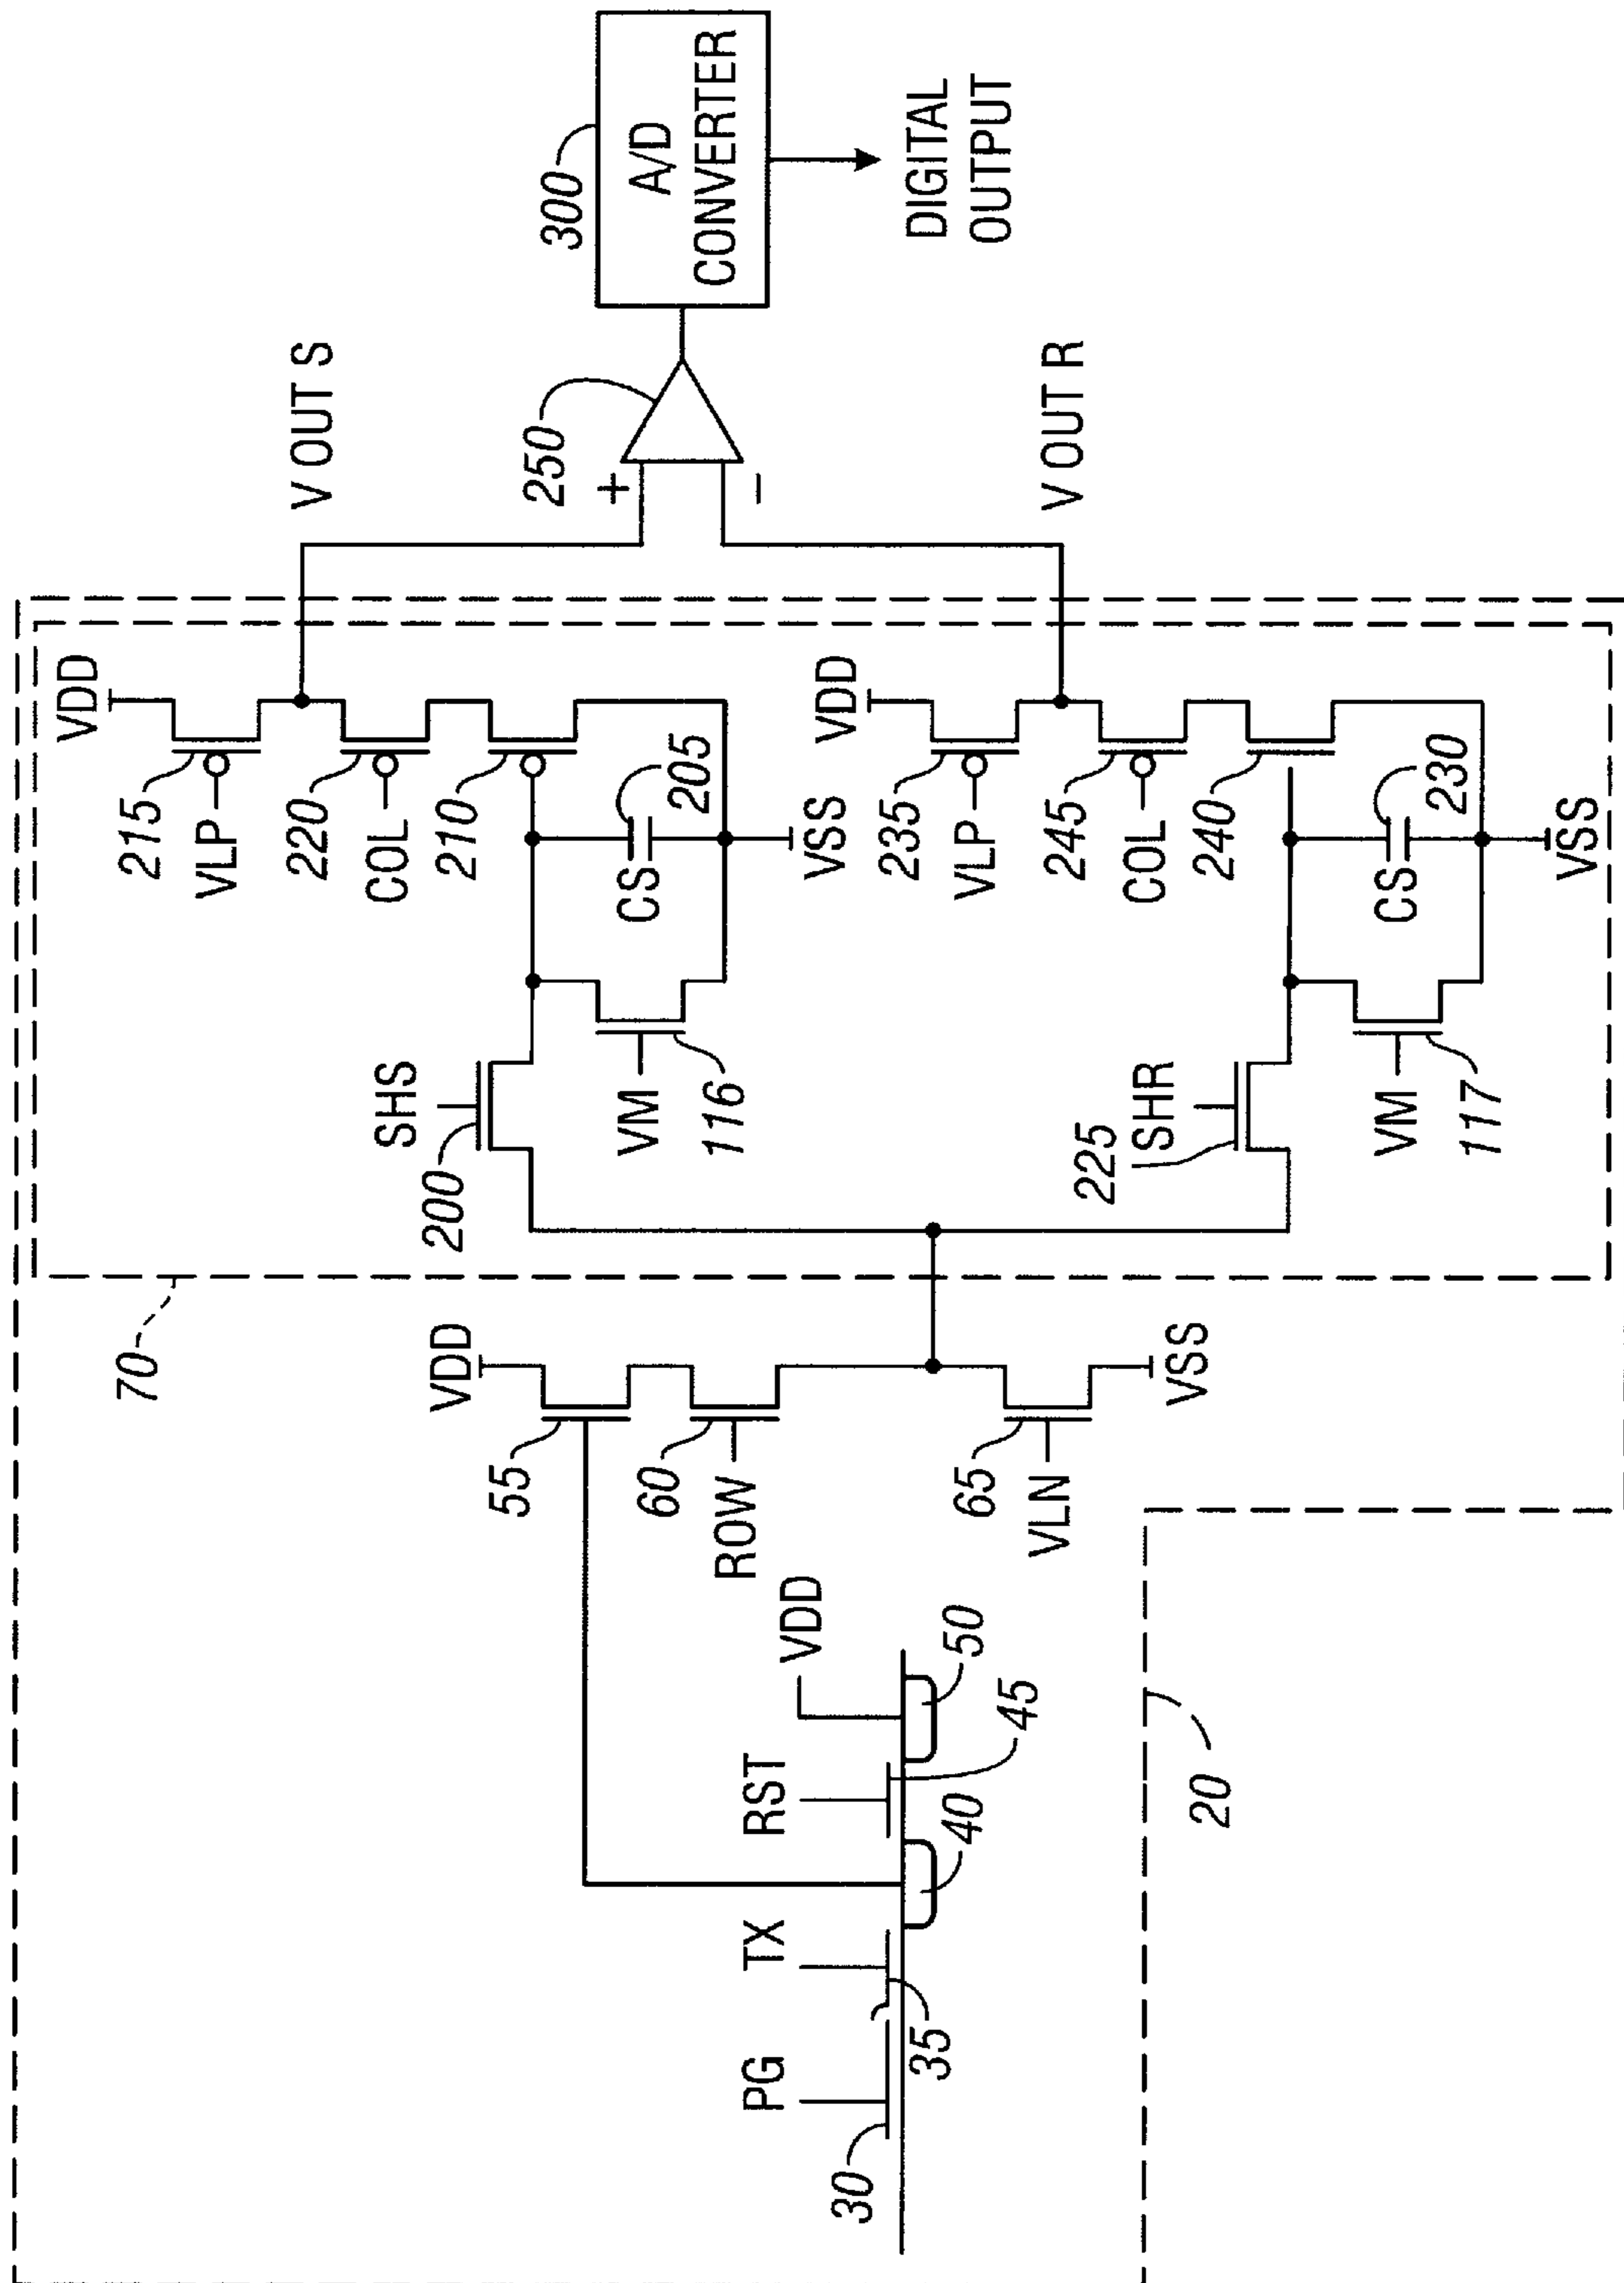 VDD
215
VLP
220
COL
210
CS
205
VSS
SHS
200
VM
116
V OUT S
250
+
−
V OUT R
300
A/D
CONVERTER
DIGITAL
OUTPUT
VDD
235
VLP
245
COL
240
CS
230
VSS
225
SHR
VM
117
70
VDD
55
60
ROW
65
VLN
VSS
PG
TX
RST
VDD
30
35
40
45
50
20